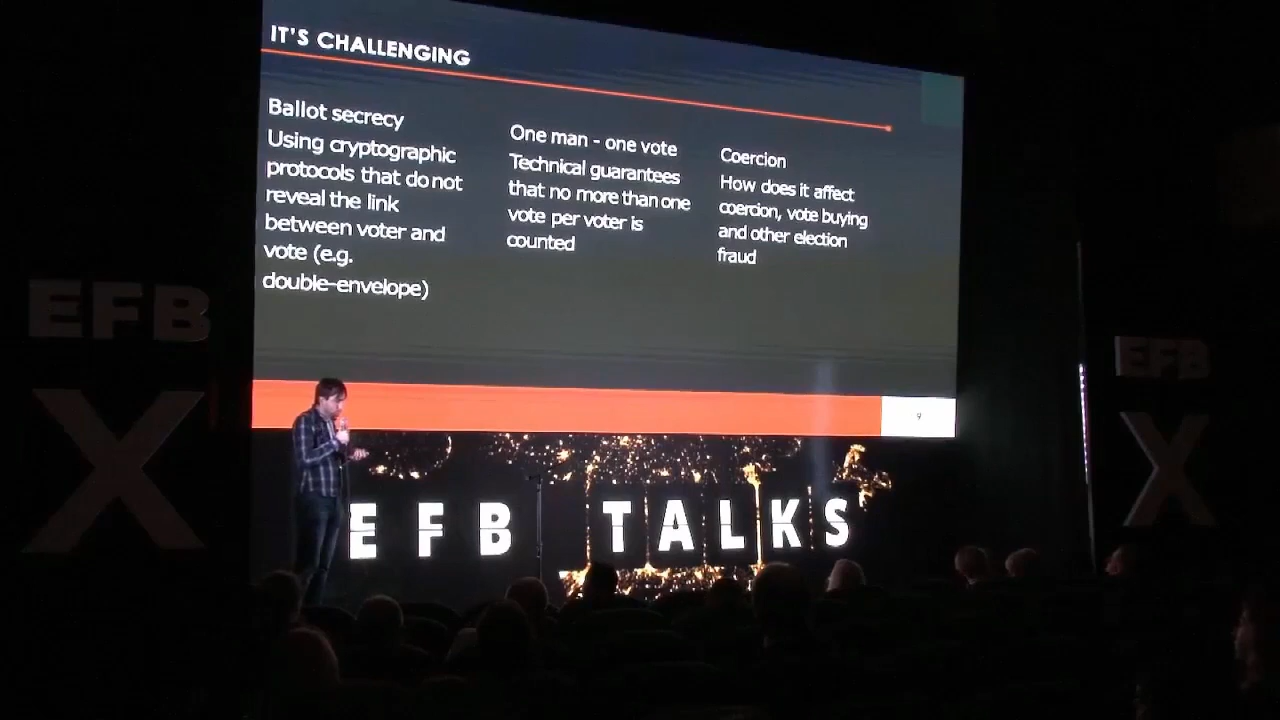 IT'S CHALLENGING
Ballot secrecy
Using cryptographic
protocols that do not
reveal the link
between voter and
vote (e.g.
double-envelope)
One man - one vote
Technical guarantees
that no more than one
vote per voter is
counted
Coercion
How does it affect
coercion, vote buying
and other election
fraud
9
EFB
X
EFB
X
EFB TALKS